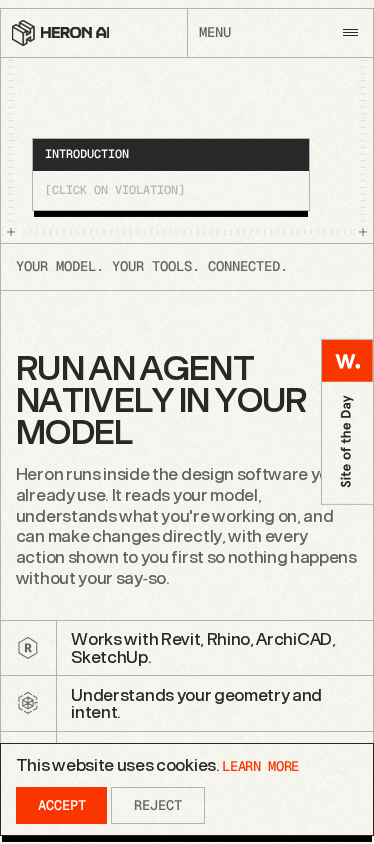 HERON AI
MENU
INTRODUCTION
[CLICK ON VIOLATION]
YOUR MODEL. YOUR TOOLS. CONNECTED.
W.
Site of the Day
RUN AN AGENT
NATIVELY IN YOUR
MODEL
Heron runs inside the design software
already use. It reads your model,
understands what you're working on, and
can make changes directly, with every
action shown to you first so nothing happens
without your say-so.
R
Works with Revit, Rhino, ArchiCAD,
SketchUp.
Understands your geometry and
intent.
This website uses cookies. LEARN MORE
ACCEPT
REJECT